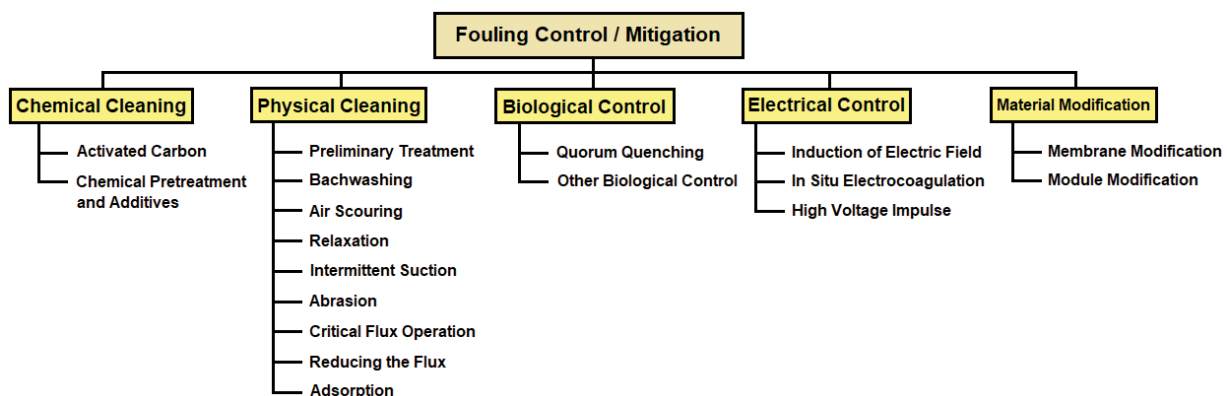 Fouling Control / Mitigation
Chemical Cleaning
Activated Carbon
Chemical Pretreatment
and Additives
Physical Cleaning
Preliminary Treatment
Bachwashing
Air Scouring
Relaxation
Intermittent Suction
Abrasion
Critical Flux Operation
Reducing the Flux
Adsorption
Biological Control
Quorum Quenching
Other Biological Control
Electrical Control
Induction of Electric Field
In Situ Electrocoagulation
High Voltage Impulse
Material Modification
Membrane Modification
Module Modification